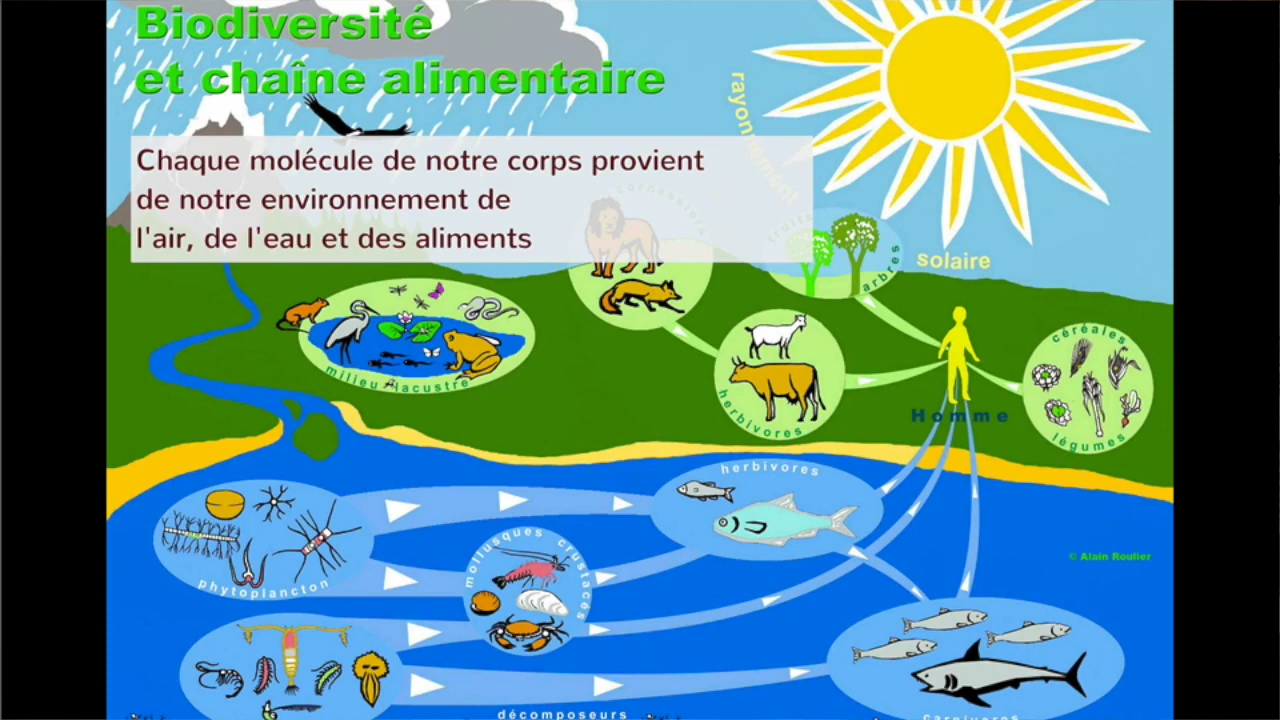 Biodiversité
et chaîne alimentaire
Chaque molécule de notre corps provient
de notre environnement de
l'air, de l'eau et des aliments
rayonnement
solaire
carnassiers
fruits
arbres
milieu lacustre
herbivores
céréales
légumes
Homme
herbivores
phytoplancton
mollusques crustacés
© Alain Roulier
décomposeurs
carnivores